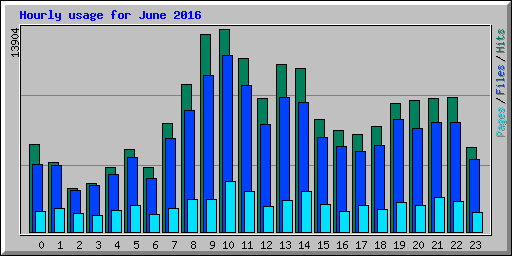 Hourly usage for June 2016
13904
Pages / Files / Hits
0 1 2 3 4 5 6 7 8 9 10 11 12 13 14 15 16 17 18 19 20 21 22 23